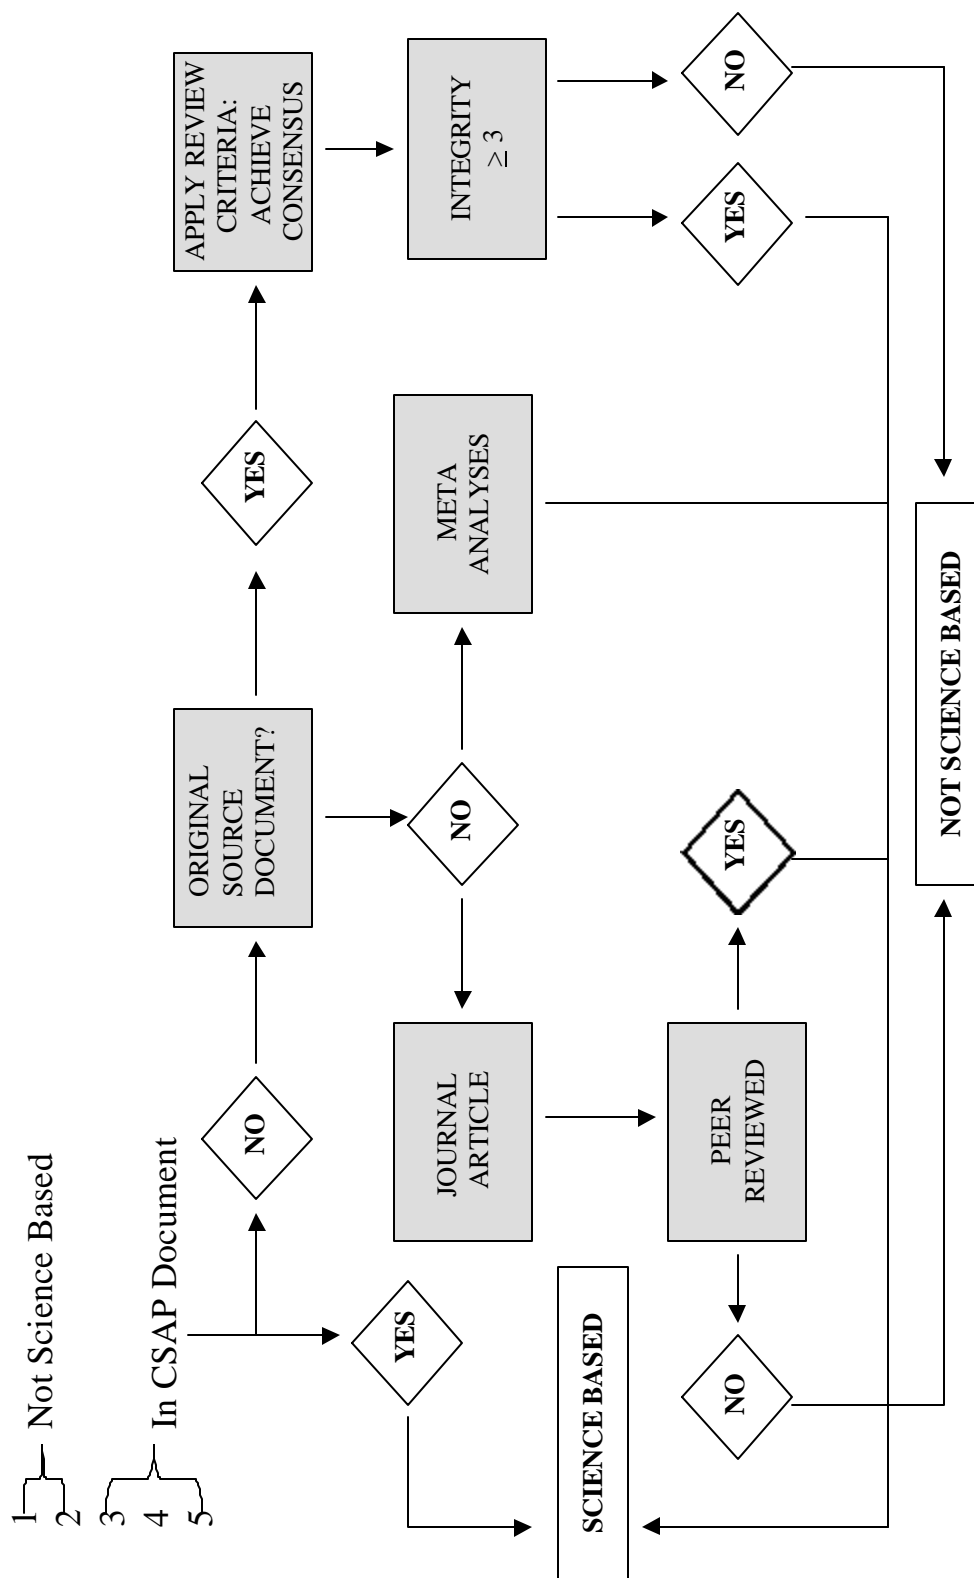 1
2
Not Science Based
3
4
5
In CSAP Document
NO
YES
ORIGINAL
SOURCE
DOCUMENT?
YES
APPLY REVIEW
CRITERIA:
ACHIEVE
CONSENSUS
NO
JOURNAL
ARTICLE
META
ANALYSES
INTEGRITY
≥ 3
SCIENCE BASED
PEER
REVIEWED
NO
YES
YES
NO
NOT SCIENCE BASED